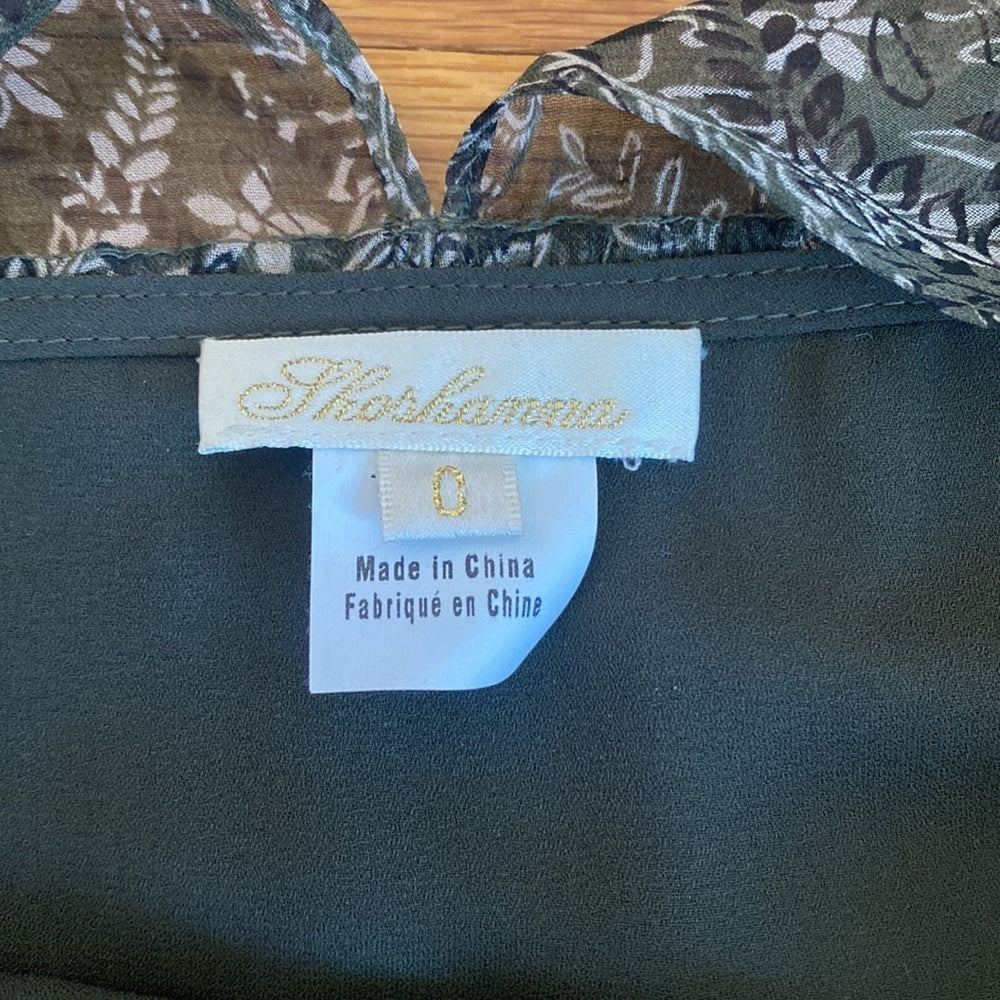 Shoshanna
0
Made in China
Fabriqué en Chine